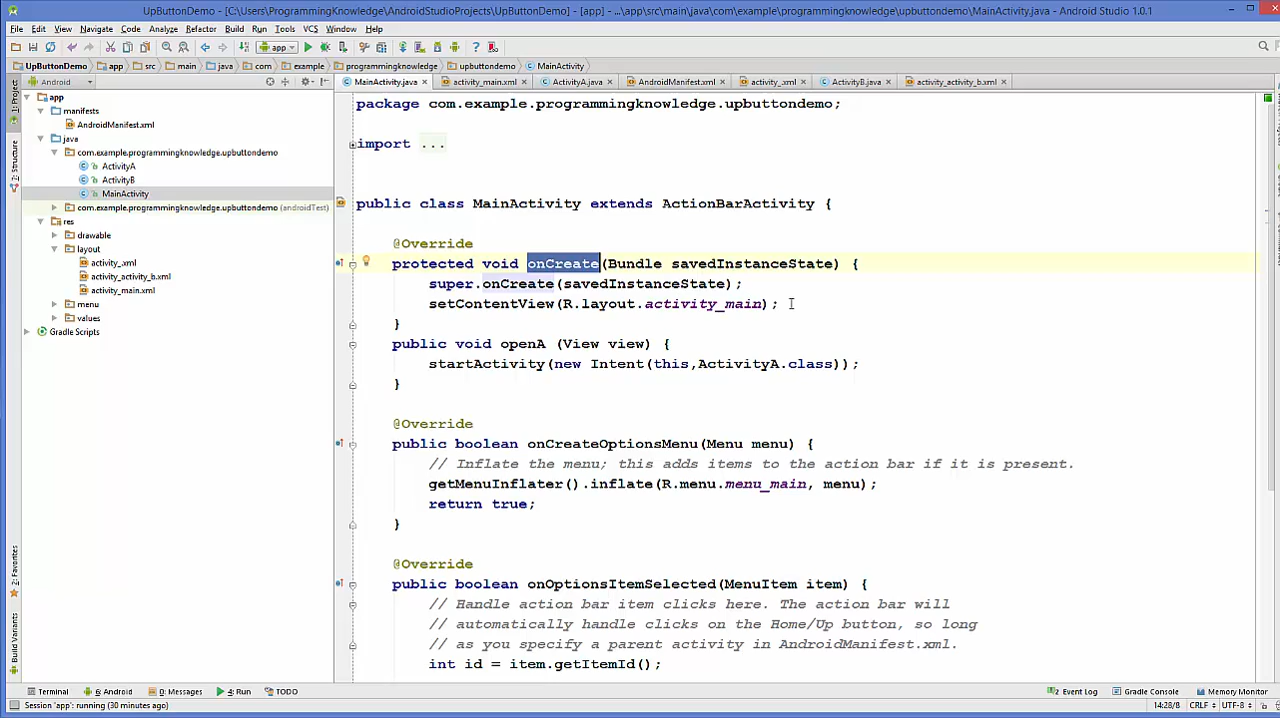 UpButtonDemo - [C:\Users\ProgrammingKnowledge\AndroidStudioProjects\UpButtonDemo] - [app] - ...\app\src\main\java\com\example\programmingknowledge\upbuttondemo\MainActivity.java - Android Studio 1.0.1
File Edit View Navigate Code Analyze Refactor Build Run Tools VCS Window Help
app
UpButtonDemo app src main java com example programmingknowledge upbuttondemo MainActivity
Android
MainActivity.java activity_main.xml ActivityA.java AndroidManifest.xml activity_.xml ActivityB.java activity_activity_b.xml
1: Project
Structure
2: Favorites
Build Variants
app
manifests
AndroidManifest.xml
java
com.example.programmingknowledge.upbuttondemo
ActivityA
ActivityB
MainActivity
com.example.programmingknowledge.upbuttondemo (androidTest)
res
drawable
layout
activity_.xml
activity_activity_b.xml
activity_main.xml
menu
values
Gradle Scripts
package com.example.programmingknowledge.upbuttondemo;
import ...
public class MainActivity extends ActionBarActivity {
@Override
protected void onCreate(Bundle savedInstanceState) {
super.onCreate(savedInstanceState);
setContentView(R.layout.activity_main);
}
public void openA (View view) {
startActivity(new Intent(this,ActivityA.class));
}
@Override
public boolean onCreateOptionsMenu(Menu menu) {
// Inflate the menu; this adds items to the action bar if it is present.
getMenuInflater().inflate(R.menu.menu_main, menu);
return true;
}
@Override
public boolean onOptionsItemSelected(MenuItem item) {
// Handle action bar item clicks here. The action bar will
// automatically handle clicks on the Home/Up button, so long
// as you specify a parent activity in AndroidManifest.xml.
int id = item.getItemId();
Terminal 6: Android 0: Messages 4: Run TODO Event Log Gradle Console Memory Monitor
Session 'app': running (30 minutes ago) 14:28/8 CRLF UTF-8